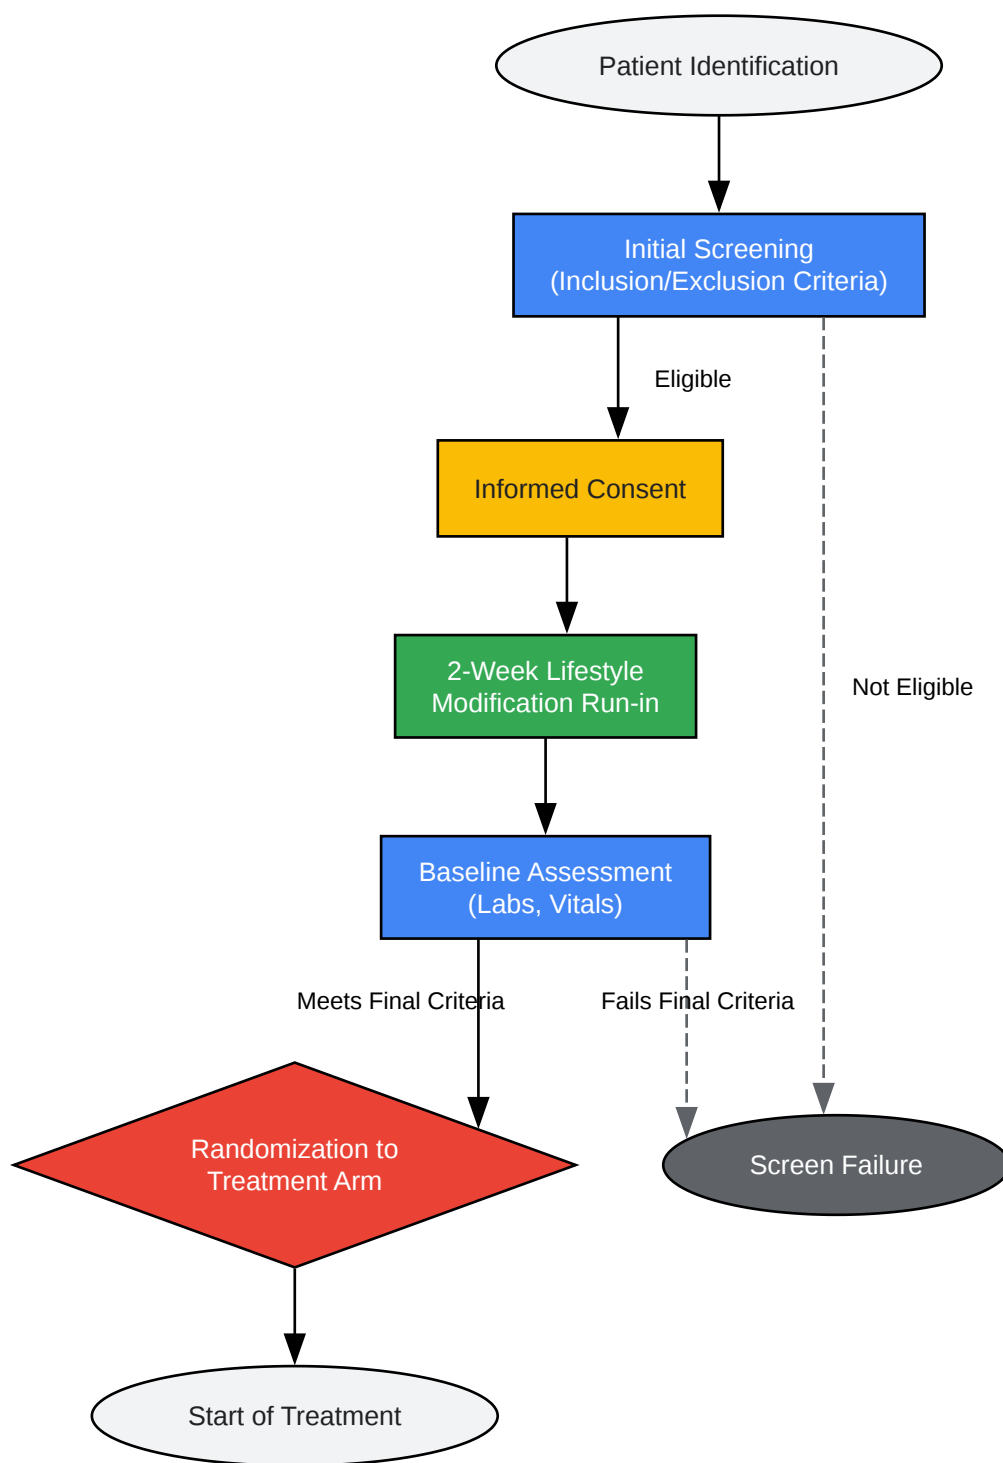 Patient Identification
Initial Screening
(Inclusion/Exclusion Criteria)
Eligible
Informed Consent
2-Week Lifestyle
Modification Run-in
Not Eligible
Baseline Assessment
(Labs, Vitals)
Meets Final Criteria
Fails Final Criteria
Randomization to
Treatment Arm
Screen Failure
Start of Treatment